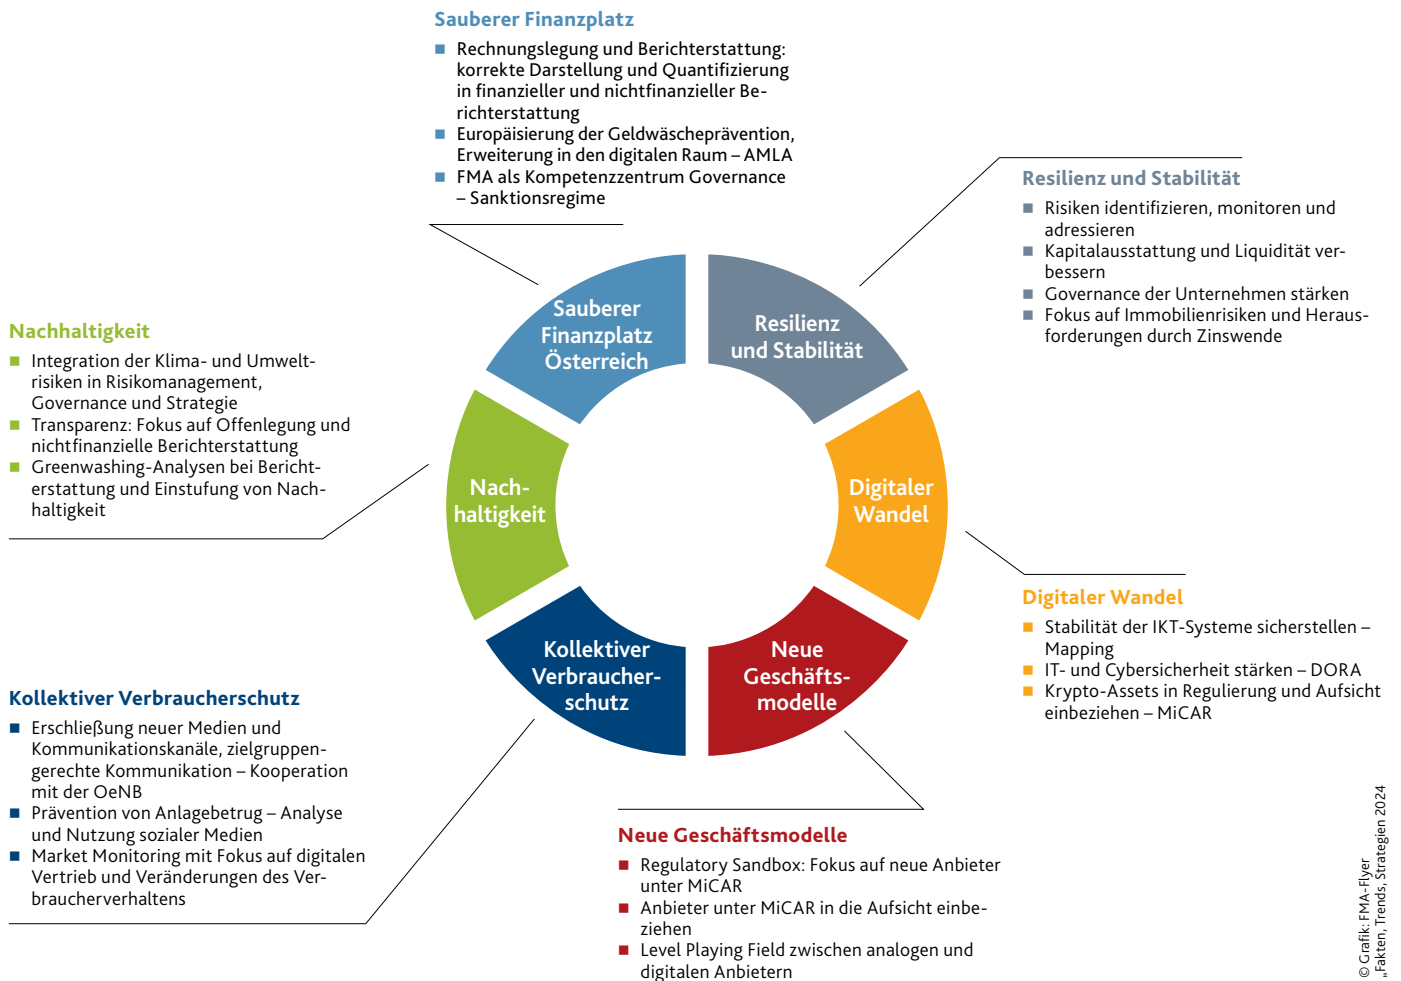 Sauberer Finanzplatz
■ Rechnungslegung und Berichterstattung:
korrekte Darstellung und Quantifizierung
in finanzieller und nichtfinanzieller Be-
richterstattung
■ Europäisierung der Geldwäscheprävention,
Erweiterung in den digitalen Raum – AMLA
■ FMA als Kompetenzzentrum Governance
– Sanktionsregime
Resilienz und Stabilität
■ Risiken identifizieren, monitoren und
adressieren
■ Kapitalausstattung und Liquidität ver-
bessern
■ Governance der Unternehmen stärken
■ Fokus auf Immobilienrisiken und Heraus-
forderungen durch Zinswende
Sauberer
Finanzplatz
Österreich
Resilienz
und Stabilität
Nachhaltigkeit
■ Integration der Klima- und Umwelt-
risiken in Risikomanagement,
Governance und Strategie
■ Transparenz: Fokus auf Offenlegung und
nichtfinanzielle Berichterstattung
■ Greenwashing-Analysen bei Bericht-
erstattung und Einstufung von Nach-
haltigkeit
Nach-
haltigkeit
Digitaler
Wandel
Digitaler Wandel
■ Stabilität der IKT-Systeme sicherstellen –
Mapping
■ IT- und Cybersicherheit stärken – DORA
■ Krypto-Assets in Regulierung und Aufsicht
einbeziehen – MiCAR
Kollektiver
Verbraucher-
schutz
Neue
Geschäfts-
modelle
Kollektiver Verbraucherschutz
■ Erschließung neuer Medien und
Kommunikationskanäle, zielgruppen-
gerechte Kommunikation – Kooperation
mit der OeNB
■ Prävention von Anlagebetrug – Analyse
und Nutzung sozialer Medien
■ Market Monitoring mit Fokus auf digitalen
Vertrieb und Veränderungen des Ver-
braucherverhaltens
Neue Geschäftsmodelle
■ Regulatory Sandbox: Fokus auf neue Anbieter
unter MiCAR
■ Anbieter unter MiCAR in die Aufsicht einbe-
ziehen
■ Level Playing Field zwischen analogen und
digitalen Anbietern
© Grafik: FMA-Flyer
„Fakten, Trends, Strategien 2024